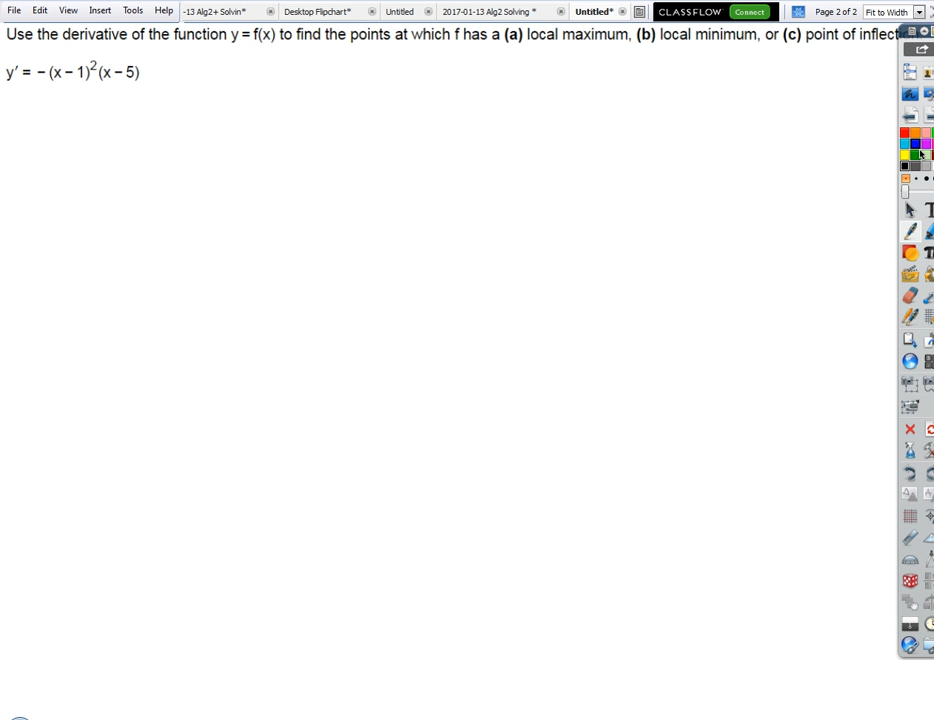 File Edit View Insert Tools Help -13 Alg2+ Solvin* Desktop Flipchart* Untitled 2017-01-13 Alg2 Solving * Untitled* CLASSFLOW Connect Page 2 of 2 Fit to Width
Use the derivative of the function y = f(x) to find the points at which f has a (a) local maximum, (b) local minimum, or (c) point of inflect
y′ = − (x − 1)²(x − 5)